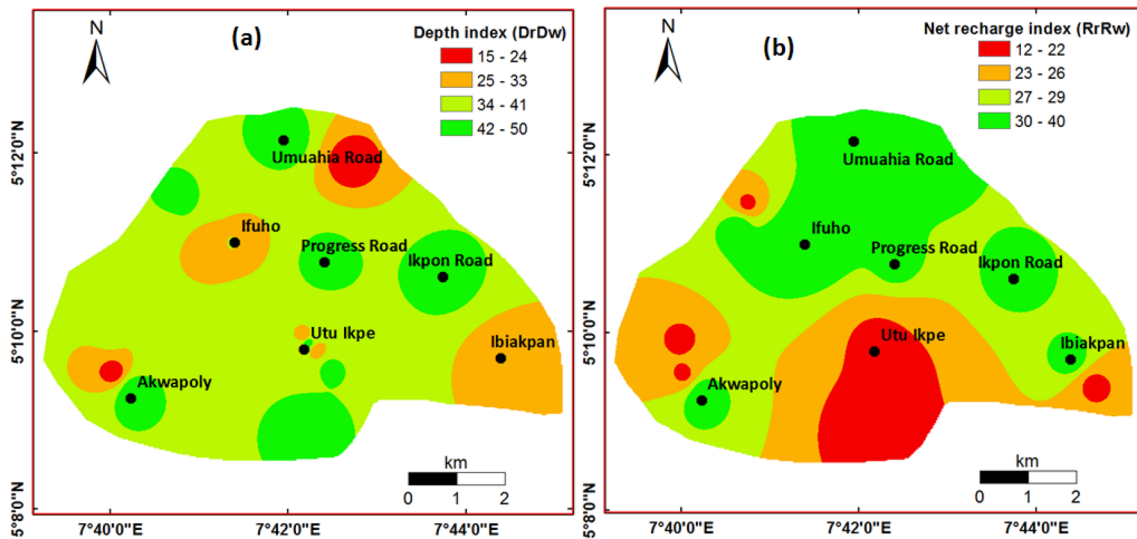 (a)
N
Depth index (DrDw)
15 - 24
25 - 33
34 - 41
42 - 50
Umuahia Road
Ifuho
Progress Road
Ikpon Road
Utu Ikpe
Ibiakpan
Akwapoly
km
0 1 2
5°12'0"N
5°10'0"N
5°8'0"N
7°40'0"E 7°42'0"E 7°44'0"E
(b)
N
Net recharge index (RrRw)
12 - 22
23 - 26
27 - 29
30 - 40
Umuahia Road
Ifuho
Progress Road
Ikpon Road
Utu Ikpe
Ibiakpan
Akwapoly
km
0 1 2
5°12'0"N
5°10'0"N
5°8'0"N
7°40'0"E 7°42'0"E 7°44'0"E